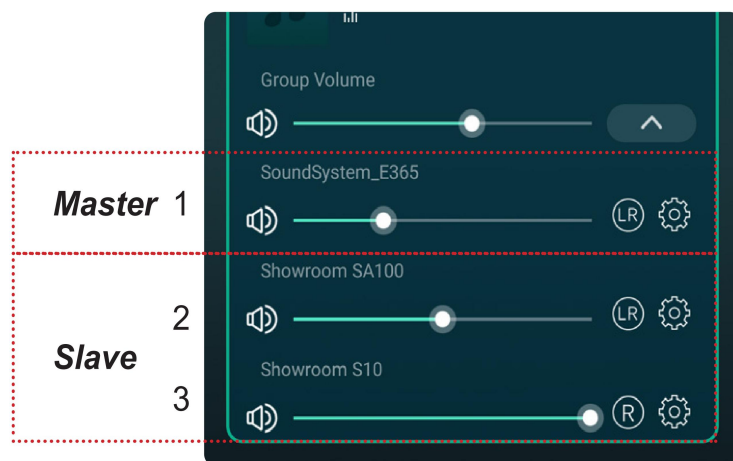 Group Volume
SoundSystem_E365
Master 1
LR
Showroom SA100
2
LR
Slave
Showroom S10
3
R